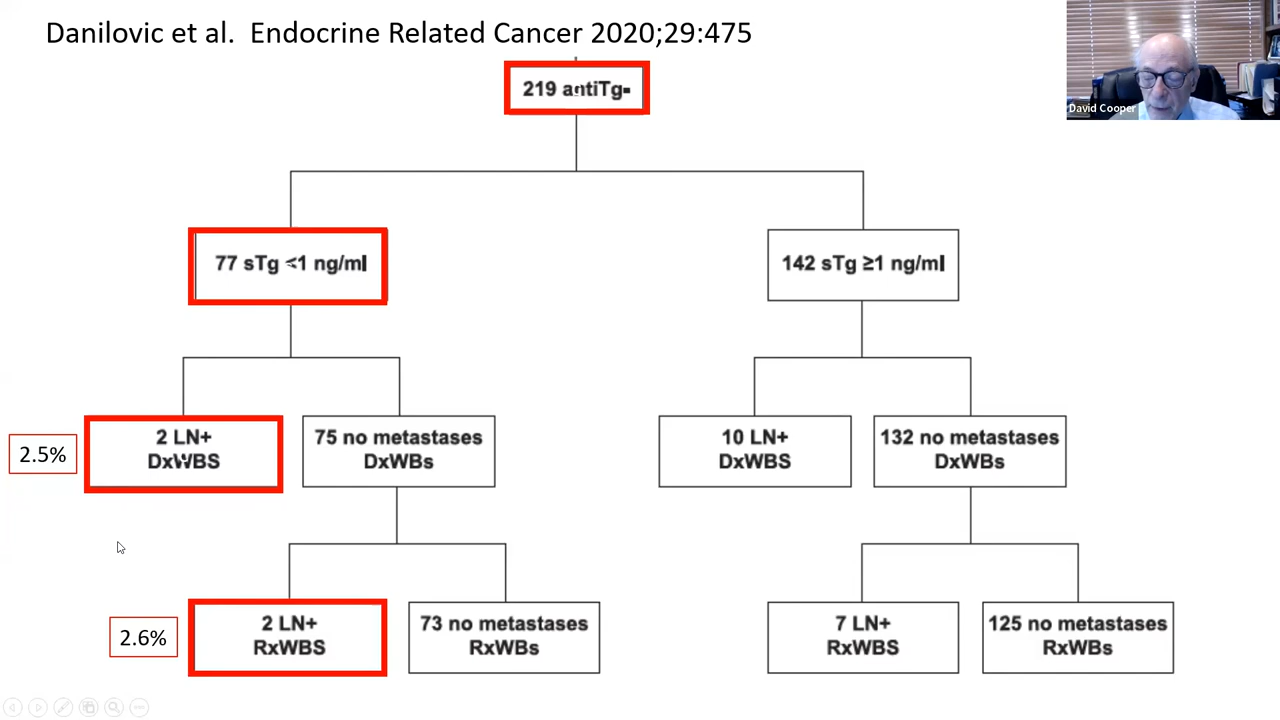 Danilovic et al.  Endocrine Related Cancer 2020;29:475
David Cooper
219 antiTg-
77 sTg <1 ng/ml
142 sTg ≥1 ng/ml
2.5%
2 LN+
DxWBS
75 no metastases
DxWBs
10 LN+
DxWBS
132 no metastases
DxWBs
2.6%
2 LN+
RxWBS
73 no metastases
RxWBs
7 LN+
RxWBS
125 no metastases
RxWBs